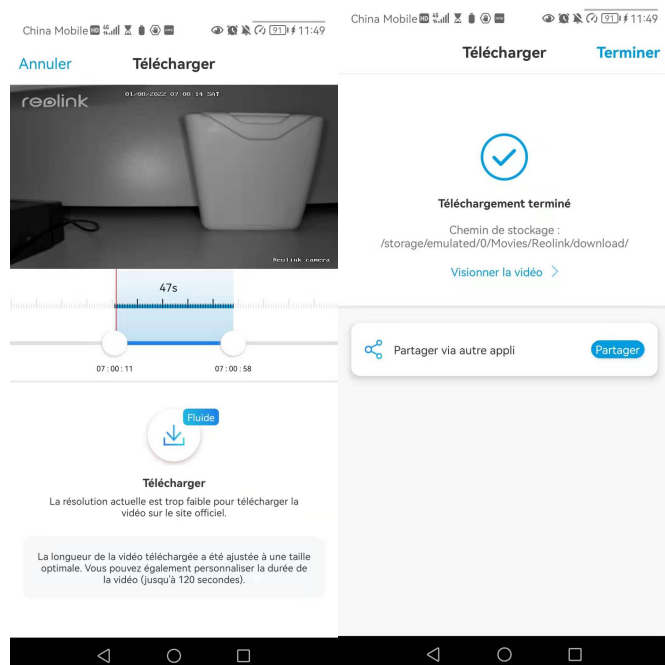 China Mobile HD 11:49
Annuler Télécharger
reolink
01/08/2022 07:00:14 SAT
Reolink camera
47s
07:00:11 07:00:58
Fluide
Télécharger
La résolution actuelle est trop faible pour télécharger la
vidéo sur le site officiel.
La longueur de la vidéo téléchargée a été ajustée à une taille
optimale. Vous pouvez également personnaliser la durée de
la vidéo (jusqu'à 120 secondes).
China Mobile HD 91 11:49
Télécharger Terminer
Téléchargement terminé
Chemin de stockage :
/storage/emulated/0/Movies/Reolink/download/
Visionner la vidéo
Partager via autre appli Partager